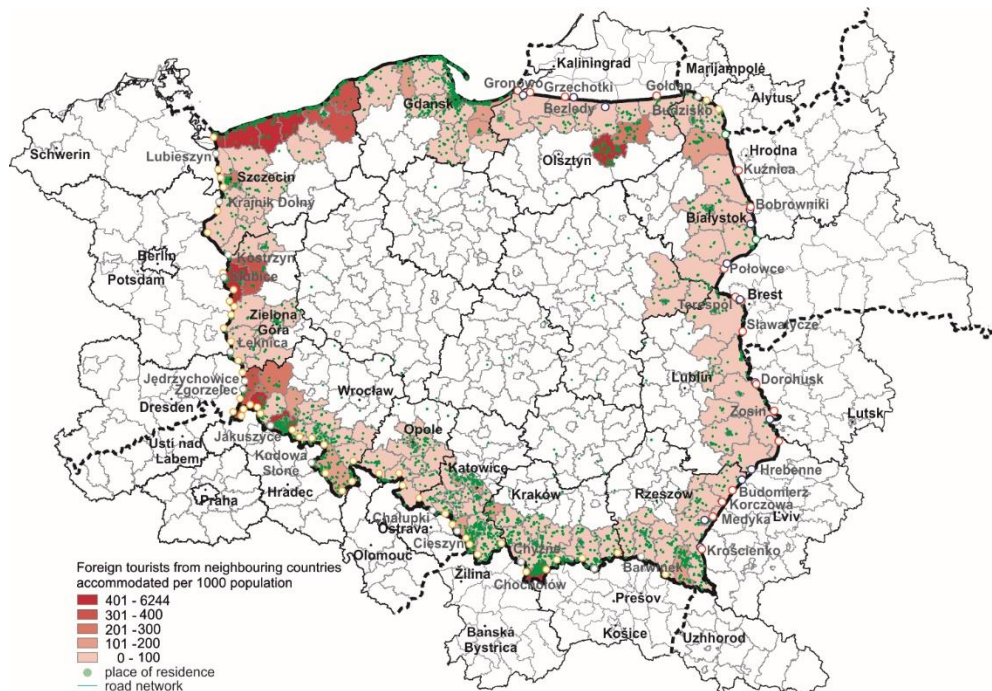 Kaliningrad
Marijampolė
Gronowo
Grzechotki
Gołdap
Alytus
Bezledy
Budzisko
Gdańsk
Schwerin
Lubieszyn
Olsztyn
Hrodna
Kuźnica
Szczecin
Krajnik Dolny
Bobrowniki
Białystok
Berlin
Kostrzyn
Potsdam
Połowce
Brest
Terespol
Zielona
Góra
Sławatycze
Łęknica
Jędrzychowice
Zgorzelec
Wrocław
Lublin
Dorohusk
Dresden
Zosin
Lutsk
Jakuszyce
Opole
Ustí nad
Labem
Kudowa
Słone
Katowice
Hrebenne
Praha
Hradec
Kraków
Rzeszów
Budomierz
Korczowa
Chałupki
Ostrava
Medyka
Lviv
Cieszyn
Chyżne
Krościenko
Olomouc
Barwinek
Žilina
Chochołów
Prešov
Banská
Bystrica
Košice
Uzhhorod
Foreign tourists from neighbouring countries
accommodated per 1000 population
401 - 6244
301 - 400
201 -300
101 -200
0 - 100
place of residence
road network